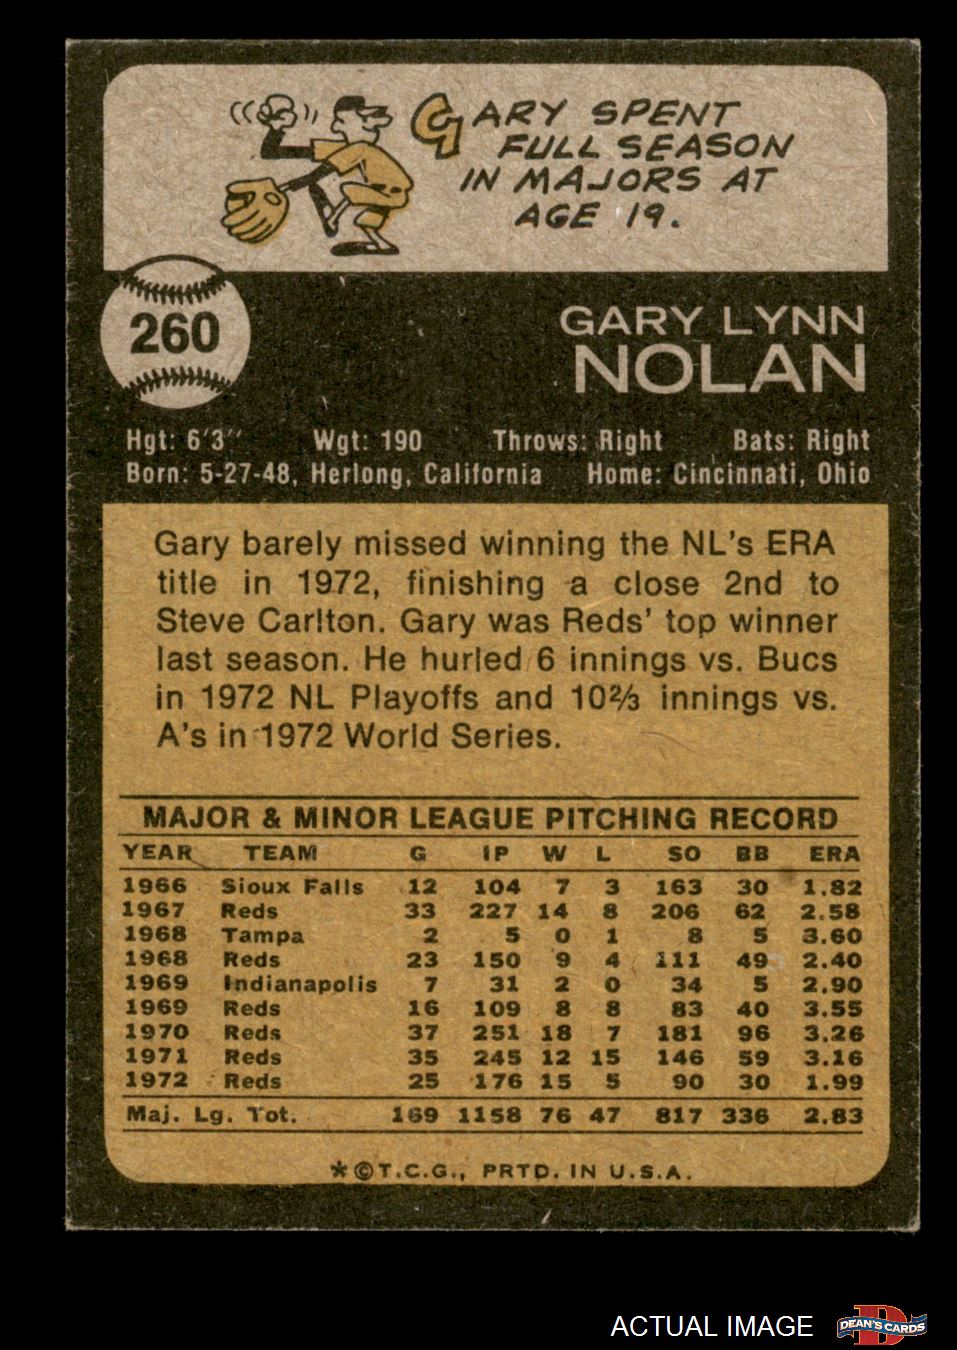 GARY SPENT
FULL SEASON
IN MAJORS AT
AGE 19.
260
GARY LYNN
NOLAN
Hgt: 6'3" Wgt: 190 Throws: Right Bats: Right
Born: 5-27-48, Herlong, California Home: Cincinnati, Ohio
Gary barely missed winning the NL's ERA
title in 1972, finishing a close 2nd to
Steve Carlton. Gary was Reds' top winner
last season. He hurled 6 innings vs. Bucs
in 1972 NL Playoffs and 10⅔ innings vs.
A's in 1972 World Series.
MAJOR & MINOR LEAGUE PITCHING RECORD
YEAR TEAM G IP W L SO BB ERA
1966 Sioux Falls 12 104 7 3 163 30 1.82
1967 Reds 33 227 14 8 206 62 2.58
1968 Tampa 2 5 0 1 8 5 3.60
1968 Reds 23 150 9 4 111 49 2.40
1969 Indianapolis 7 31 2 0 34 5 2.90
1969 Reds 16 109 8 8 83 40 3.55
1970 Reds 37 251 18 7 181 96 3.26
1971 Reds 35 245 12 15 146 59 3.16
1972 Reds 25 176 15 5 90 30 1.99
Maj. Lg. Tot. 169 1158 76 47 817 336 2.83
*©T.C.G., PRTD. IN U.S.A.
ACTUAL IMAGE
D
DEAN'S CARDS